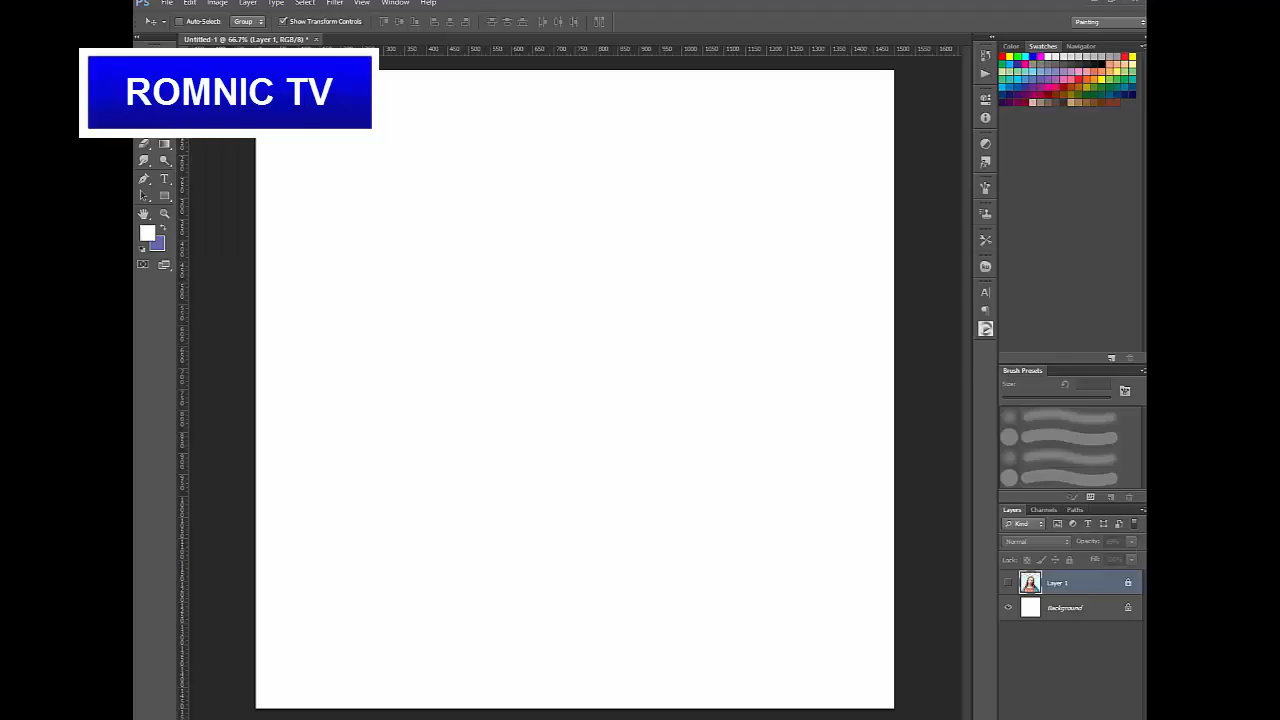 File Edit Image Layer Type Select Filter View Window Help
Auto-Select: Group Show Transform Controls Painting
Untitled-1 @ 66.7% (Layer 1, RGB/8) *
ROMNIC TV
Color Swatches Navigator
Brush Presets
Size:
Layers Channels Paths
Kind
Normal Opacity:
Lock: Fill:
Layer 1
Background